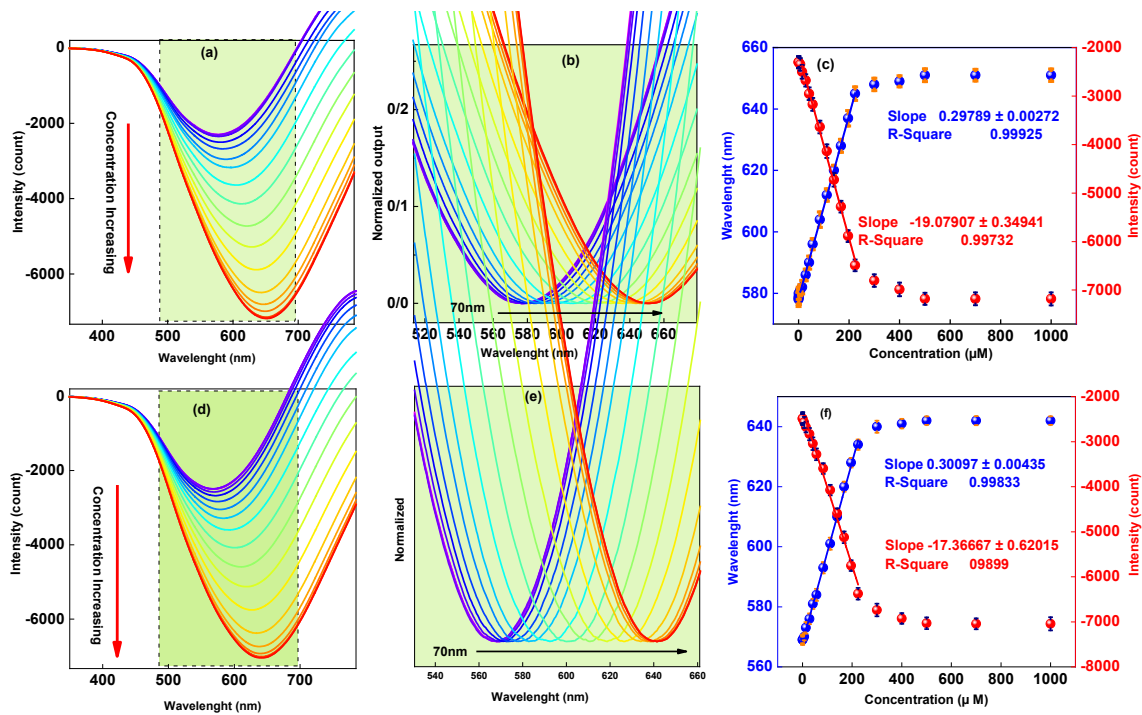 (a)
0
-2000
-4000
-6000
Intensity (count)
Concentration Increasing
400 500 600 700
Wavelenght (nm)
(b)
0/2
0/1
0/0
Normalized output
70nm
520 540 560 580 600 620 640 660
Wavelenght (nm)
(c)
660
640
620
600
580
Wavelenght (nm)
-2000
-3000
-4000
-5000
-6000
-7000
Intensity (count)
Slope 0.29789 ± 0.00272
R-Square 0.99925
Slope -19.07907 ± 0.34941
R-Square 0.99732
0 200 400 600 800 1000
Concentration (µM)
(d)
0
-2000
-4000
-6000
Intensity (count)
Concentration Increasing
400 500 600 700
Wavelenght (nm)
(e)
Normalized
70nm
540 560 580 600 620 640 660
Wavelenght (nm)
(f)
640
620
600
580
560
Wavelenght (nm)
-2000
-3000
-4000
-5000
-6000
-7000
-8000
Intensity (count)
Slope 0.30097 ± 0.00435
R-Square 0.99833
Slope -17.36667 ± 0.62015
R-Square 09899
0 200 400 600 800 1000
Concentration (µ M)